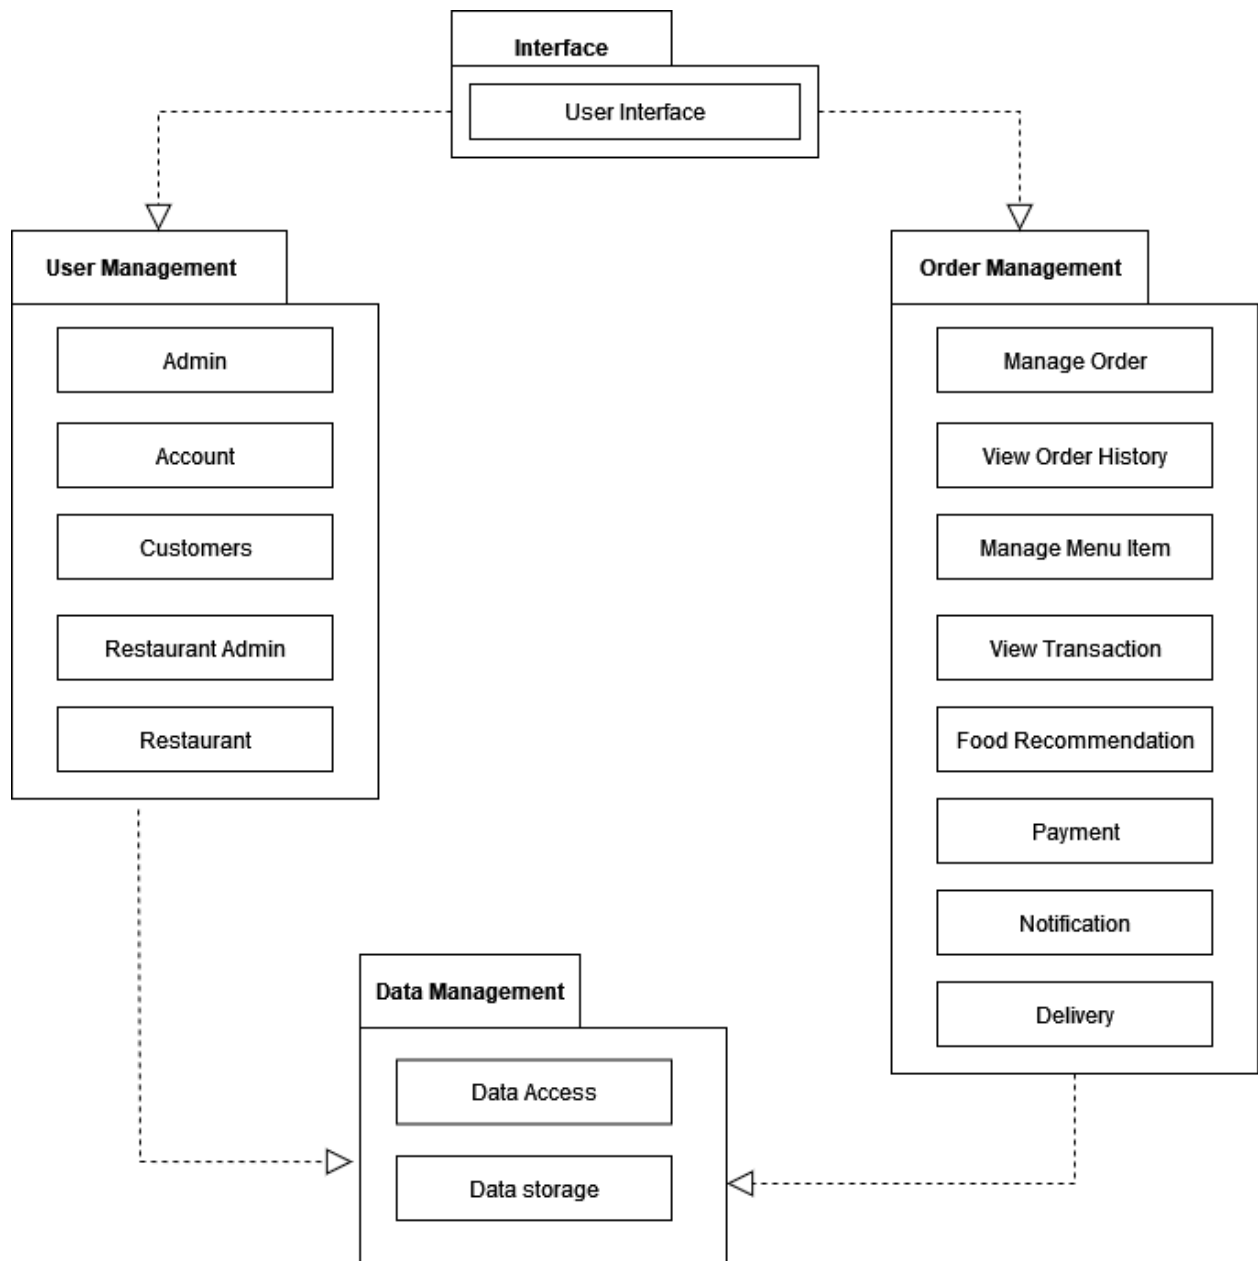 Interface
User Interface
User Management
Admin
Account
Customers
Restaurant Admin
Restaurant
Order Management
Manage Order
View Order History
Manage Menu Item
View Transaction
Food Recommendation
Payment
Notification
Delivery
Data Management
Data Access
Data storage